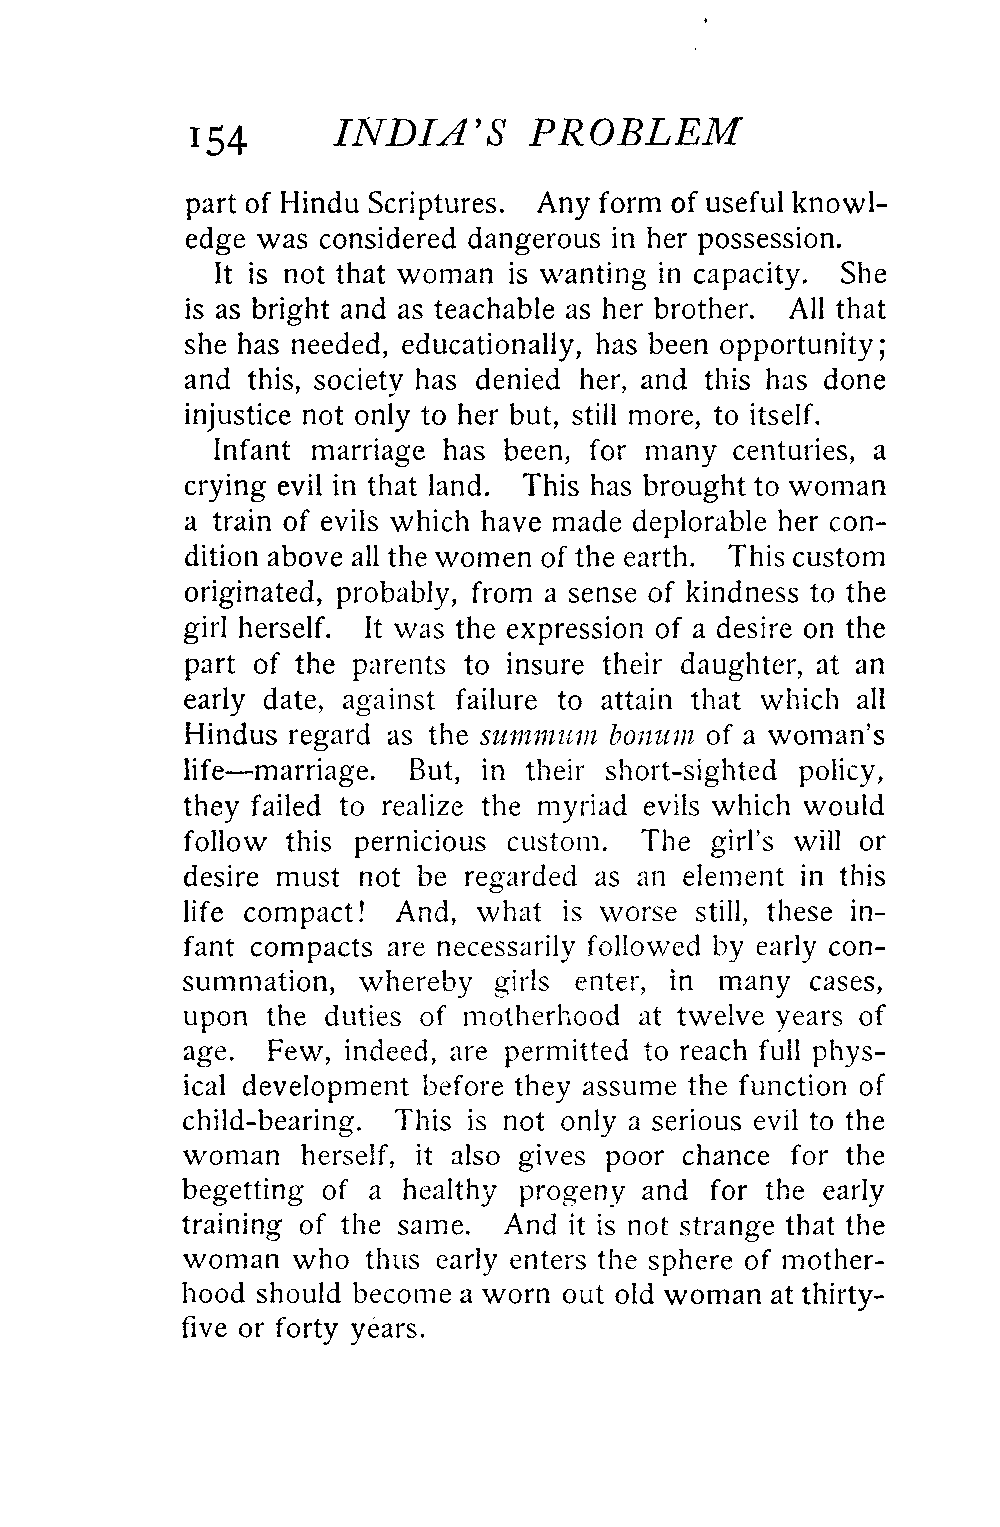 154 INDIA'S PROBLEM
part of Hindu Scriptures. Any form of useful knowl-
edge was considered dangerous in her possession.
It is not that woman is wanting in capacity. She
is as bright and as teachable as her brother. All that
she has needed, educationally, has been opportunity;
and this, society has denied her, and this has done
injustice not only to her but, still more, to itself.
Infant marriage has been, for many centuries, a
crying evil in that land. This has brought to woman
a train of evils which have made deplorable her con-
dition above all the women of the earth. This custom
originated, probably, from a sense of kindness to the
girl herself. It was the expression of a desire on the
part of the parents to insure their daughter, at an
early date, against failure to attain that which all
Hindus regard as the summum bonum of a woman's
life—marriage. But, in their short-sighted policy,
they failed to realize the myriad evils which would
follow this pernicious custom. The girl's will or
desire must not be regarded as an element in this
life compact! And, what is worse still, these in-
fant compacts are necessarily followed by early con-
summation, whereby girls enter, in many cases,
upon the duties of motherhood at twelve years of
age. Few, indeed, are permitted to reach full phys-
ical development before they assume the function of
child-bearing. This is not only a serious evil to the
woman herself, it also gives poor chance for the
begetting of a healthy progeny and for the early
training of the same. And it is not strange that the
woman who thus early enters the sphere of mother-
hood should become a worn out old woman at thirty-
five or forty years.